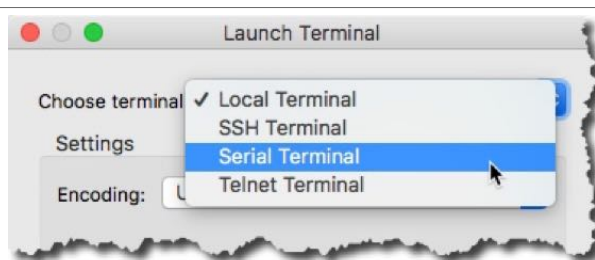 Launch Terminal
Choose terminal ✓ Local Terminal
SSH Terminal
Settings
Serial Terminal
Encoding:
Telnet Terminal